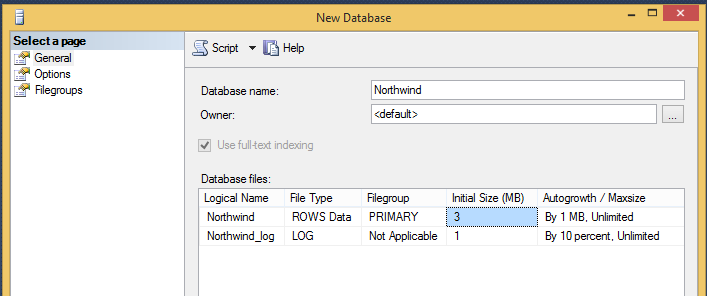 New Database
Select a page
General
Options
Filegroups
Script Help
Database name: Northwind
Owner: <default> ...
Use full-text indexing
Database files:
Logical Name File Type Filegroup Initial Size (MB) Autogrowth / Maxsize
Northwind ROWS Data PRIMARY 3 By 1 MB, Unlimited
Northwind_log LOG Not Applicable 1 By 10 percent, Unlimited